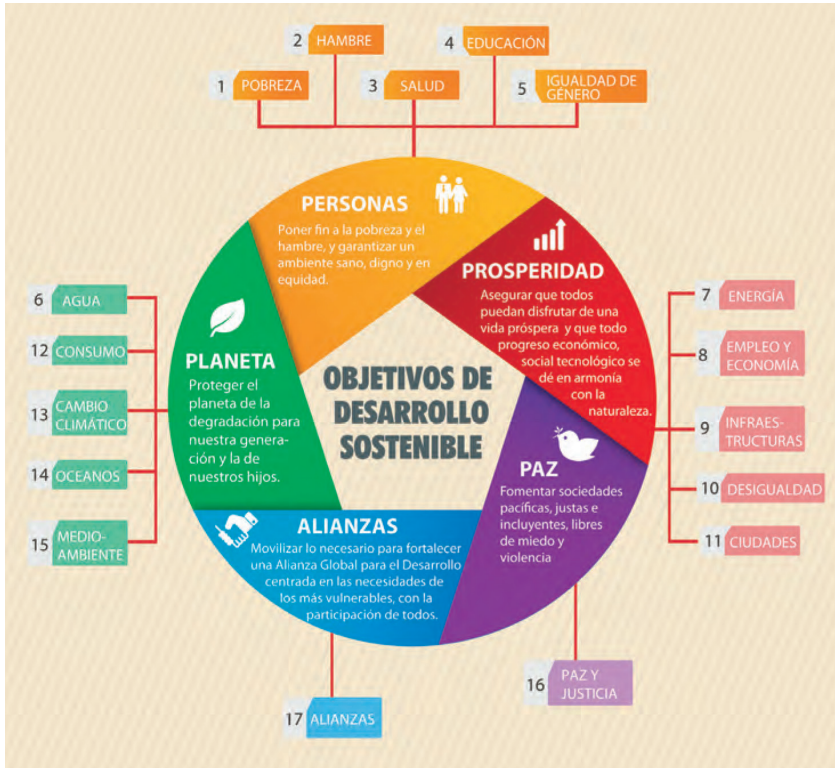 2 HAMBRE
4 EDUCACIÓN
1 POBREZA
3 SALUD
5 IGUALDAD DE
GÉNERO
PERSONAS
Poner fin a la pobreza y el
hambre, y garantizar un
ambiente sano, digno y en
equidad.
PROSPERIDAD
Asegurar que todos
puedan disfrutar de una
vida próspera y que todo
progreso económico,
social tecnológico se
dé en armonía
con la
naturaleza.
7 ENERGÍA
8 EMPLEO Y
ECONOMÍA
9 INFRAES-
TRUCTURAS
10 DESIGUALDAD
11 CIUDADES
6 AGUA
12 CONSUMO
13 CAMBIO
CLIMÁTICO
14 OCEANOS
15 MEDIO-
AMBIENTE
PLANETA
Proteger el
planeta de la
degradación para
nuestra genera-
ción y la de
nuestros hijos.
OBJETIVOS DE
DESARROLLO
SOSTENIBLE
PAZ
Fomentar sociedades
pacíficas, justas e
incluyentes, libres
de miedo y
violencia
ALIANZAS
Movilizar lo necesario para fortalecer
una Alianza Global para el Desarrollo
centrada en las necesidades de
los más vulnerables, con la
participación de todos.
16 PAZ Y
JUSTICIA
17 ALIANZAS